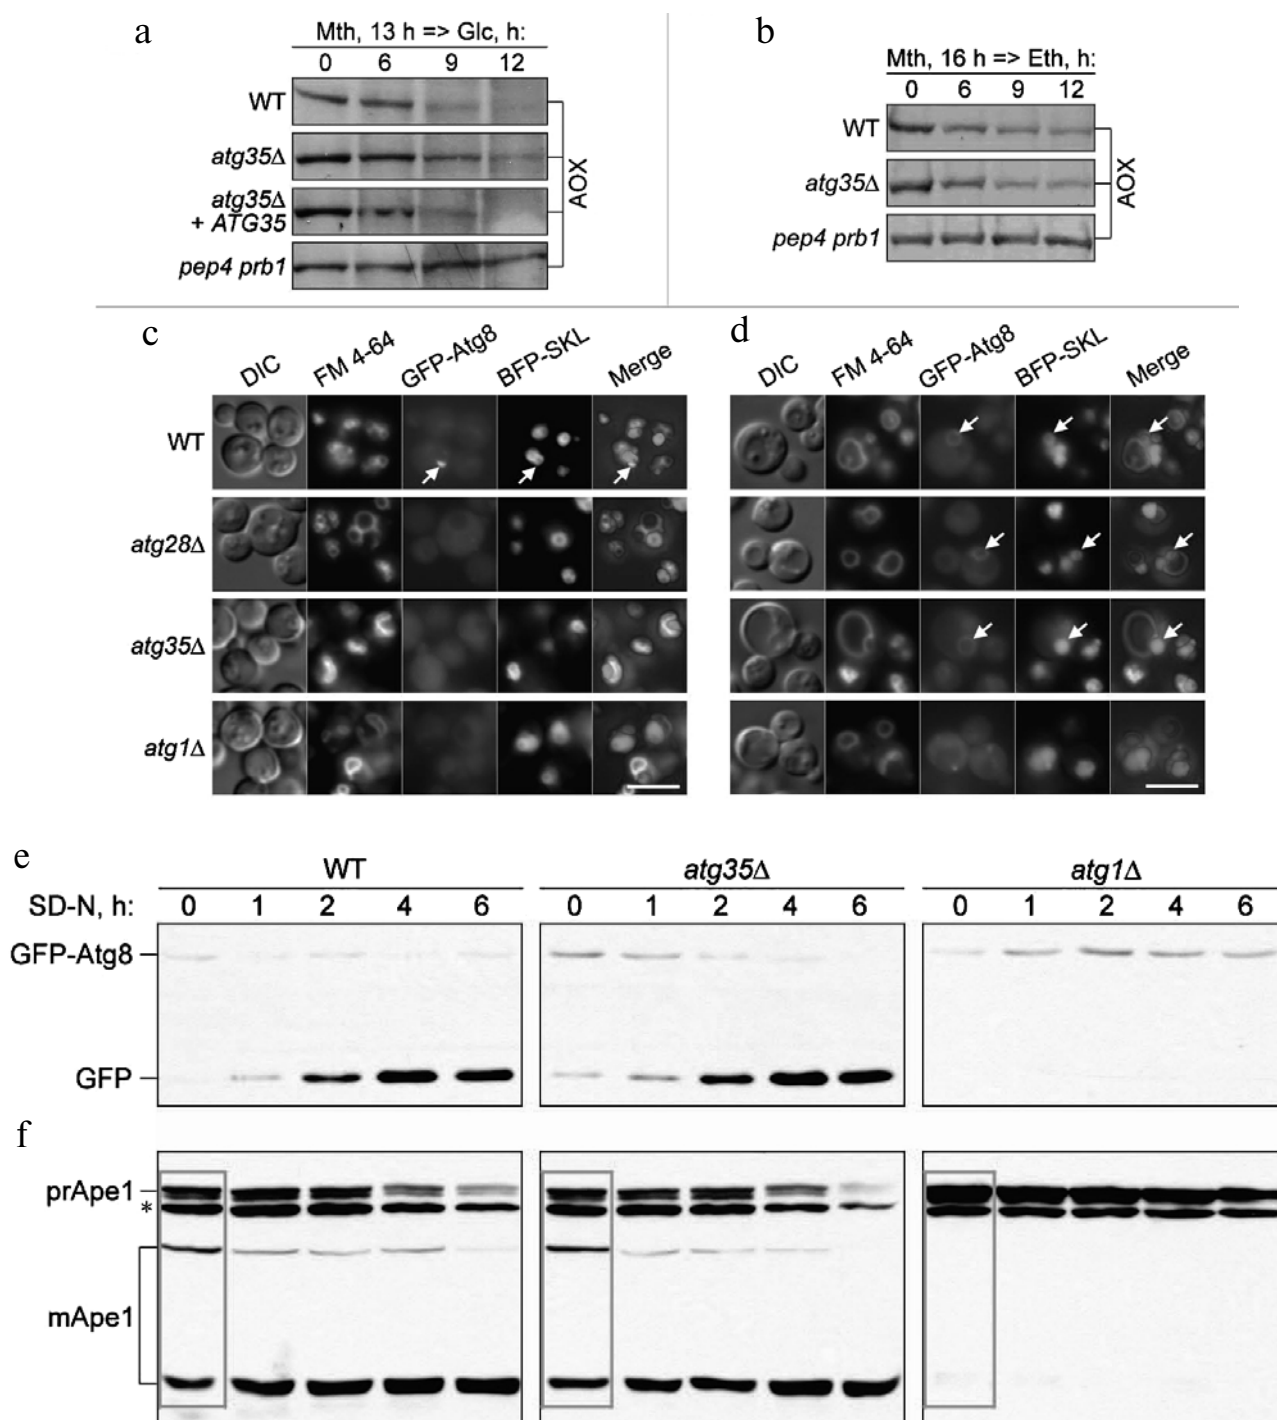 a
Mth, 13 h => Glc, h:
0 6 9 12
WT
atg35Δ
atg35Δ
+ ATG35
pep4 prb1
AOX
b
Mth, 16 h => Eth, h:
0 6 9 12
WT
atg35Δ
pep4 prb1
AOX
c
DIC FM 4-64 GFP-Atg8 BFP-SKL Merge
WT
atg28Δ
atg35Δ
atg1Δ
d
DIC FM 4-64 GFP-Atg8 BFP-SKL Merge
e
WT atg35Δ atg1Δ
SD-N, h: 0 1 2 4 6 0 1 2 4 6 0 1 2 4 6
GFP-Atg8
GFP
f
prApe1
*
mApe1